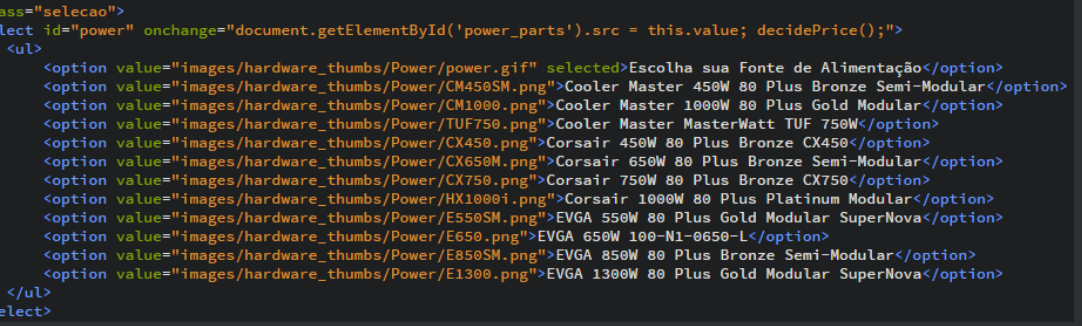 ass="selecao">
lect id="power" onchange="document.getElementById('power_parts').src = this.value; decidePrice();">
<ul>
<option value="images/hardware_thumbs/Power/power.gif" selected>Escolha sua Fonte de Alimentação</option>
<option value="images/hardware_thumbs/Power/CM450SM.png">Cooler Master 450W 80 Plus Bronze Semi-Modular</option>
<option value="images/hardware_thumbs/Power/CM1000.png">Cooler Master 1000W 80 Plus Gold Modular</option>
<option value="images/hardware_thumbs/Power/TUF750.png">Cooler Master MasterWatt TUF 750W</option>
<option value="images/hardware_thumbs/Power/CX450.png">Corsair 450W 80 Plus Bronze CX450</option>
<option value="images/hardware_thumbs/Power/CX650M.png">Corsair 650W 80 Plus Bronze Semi-Modular</option>
<option value="images/hardware_thumbs/Power/CX750.png">Corsair 750W 80 Plus Bronze CX750</option>
<option value="images/hardware_thumbs/Power/HX1000i.png">Corsair 1000W 80 Plus Platinum Modular</option>
<option value="images/hardware_thumbs/Power/E550SM.png">EVGA 550W 80 Plus Gold Modular SuperNova</option>
<option value="images/hardware_thumbs/Power/E650.png">EVGA 650W 100-N1-0650-L</option>
<option value="images/hardware_thumbs/Power/E850SM.png">EVGA 850W 80 Plus Bronze Semi-Modular</option>
<option value="images/hardware_thumbs/Power/E1300.png">EVGA 1300W 80 Plus Gold Modular SuperNova</option>
</ul>
elect>